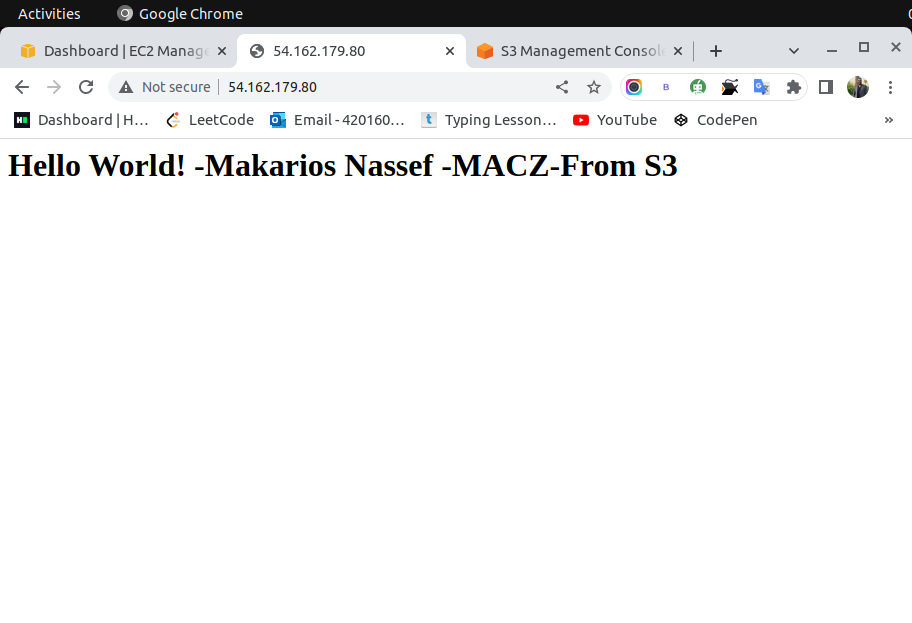 Activities Google Chrome
Dashboard | EC2 Manage 54.162.179.80 S3 Management Consol
Not secure 54.162.179.80
Dashboard | H... LeetCode Email - 420160... Typing Lesson... YouTube CodePen »
Hello World! -Makarios Nassef -MACZ-From S3